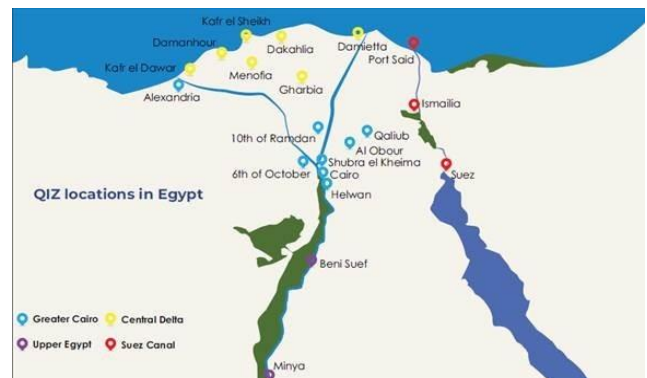 Kafr el Sheikh
Damanhour
Dakahlia
Damietta
Port Said
Kafr el Dawar
Menofia
Gharbia
Alexandria
Ismailia
10th of Ramdan
Qaliub
Al Obour
Shubra el Kheima
6th of October
Cairo
Suez
Helwan
QIZ locations in Egypt
Beni Suef
Greater Cairo
Central Delta
Upper Egypt
Suez Canal
Minya